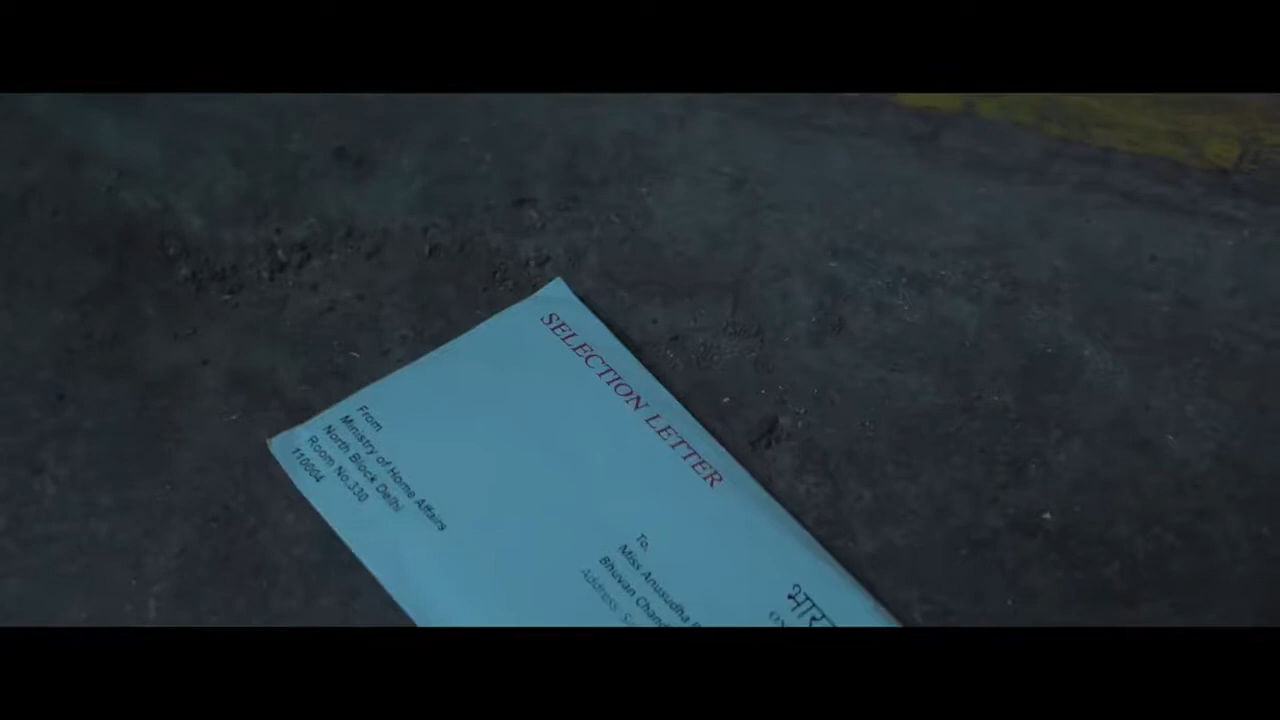 SELECTION LETTER
From,
Ministry of Home Affairs
North Block Delhi
Room No.330
110004
To,
Miss Anusudha
Bhuvan Chand
Address: